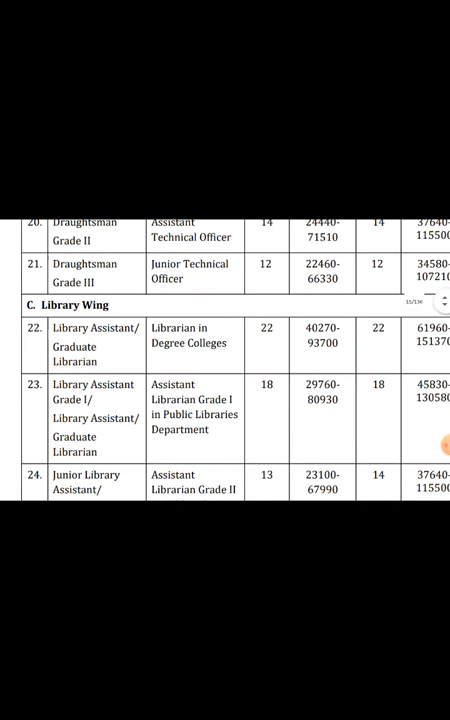 20. Draughtsman Assistant 14 24440- 14 37640-
Grade II Technical Officer 71510 115500
21. Draughtsman Junior Technical 12 22460- 12 34580-
Grade III Officer 66330 107210
C. Library Wing
15/130
22. Library Assistant/ Librarian in 22 40270- 22 61960-
Graduate Degree Colleges 93700 151370
Librarian
23. Library Assistant Assistant 18 29760- 18 45830-
Grade I/ Librarian Grade I 80930 130580
Library Assistant/ in Public Libraries
Graduate Department
Librarian
24. Junior Library Assistant 13 23100- 14 37640-
Assistant/ Librarian Grade II 67990 115500